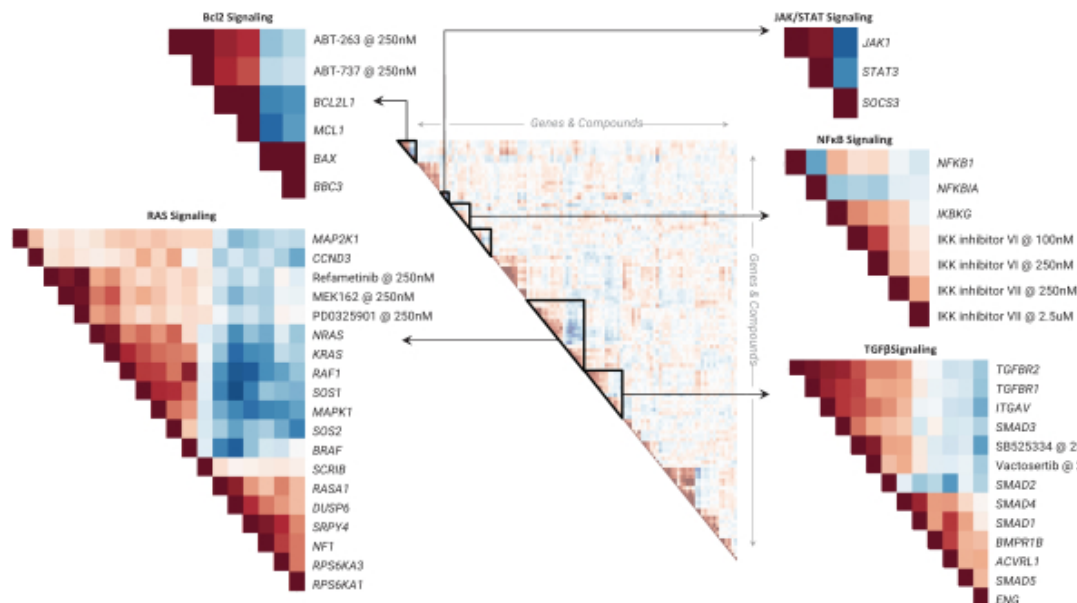 Bcl2 Signaling
ABT-263 @ 250nM
ABT-737 @ 250nM
BCL2L1
MCL1
BAX
BBC3
RAS Signaling
MAP2K1
CCND3
Refametinib @ 250nM
MEK162 @ 250nM
PD0325901 @ 250nM
NRAS
KRAS
RAF1
SOS1
MAPK1
SOS2
BRAF
SCRIB
RASA1
DUSP6
SRPY4
NF1
RPS6KA3
RPS6KA1
Genes & Compounds
Genes & Compounds
JAK/STAT Signaling
JAK1
STAT3
SOCS3
NFκB Signaling
NFKB1
NFKBIA
IKBKG
IKK inhibitor VI @ 100nM
IKK inhibitor VI @ 250nM
IKK inhibitor VII @ 250nM
IKK inhibitor VII @ 2.5uM
TGFβSignaling
TGFBR2
TGFBR1
ITGAV
SMAD3
SB525334 @ 2
Vactosertib @
SMAD2
SMAD4
SMAD1
BMPR1B
ACVRL1
SMAD5
ENG